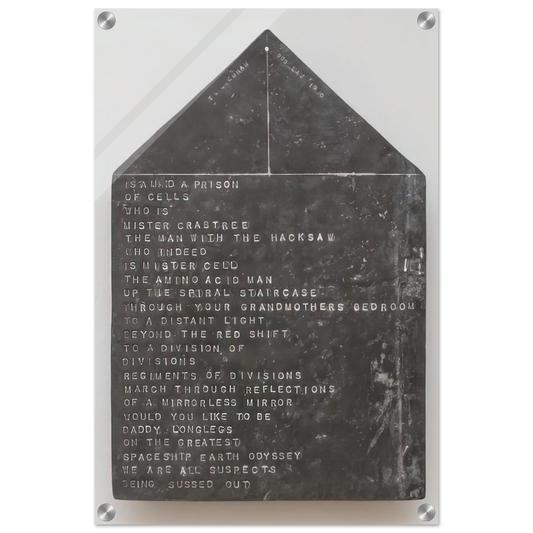 IS A MIND A PRISON
OF CELLS
WHO IS
MISTER CRABTREE
THE MAN WITH THE HACKSAW
WHO INDEED
IS MISTER CELL
THE AMINO ACID MAN
UP THE SPIRAL STAIRCASE
THROUGH YOUR GRANDMOTHERS BEDROOM
TO A DISTANT LIGHT
BEYOND THE RED SHIFT
TO A DIVISION OF
DIVISIONS
REGIMENTS OF DIVISIONS
MARCH THROUGH REFLECTIONS
OF A MIRRORLESS MIRROR
WOULD YOU LIKE TO BE
DADDY LONGLEGS
ON THE GREATEST
SPACESHIP EARTH ODYSSEY
WE ARE ALL SUSPECTS
BEING SUSSED OUT